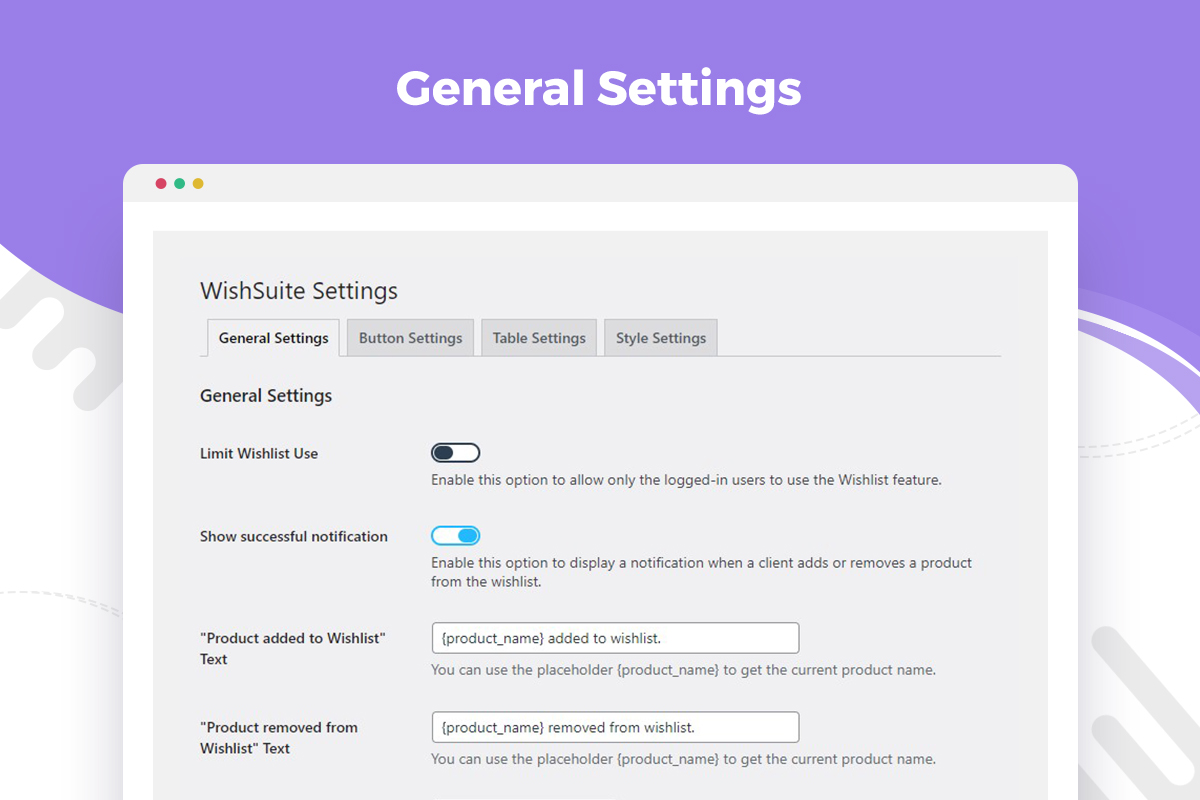 General Settings
WishSuite Settings
General Settings
Button Settings
Table Settings
Style Settings
General Settings
Limit Wishlist Use
Enable this option to allow only the logged-in users to use the Wishlist feature.
Show successful notification
Enable this option to display a notification when a client adds or removes a product
from the wishlist.
"Product added to Wishlist"
Text
{product_name} added to wishlist.
You can use the placeholder {product_name} to get the current product name.
"Product removed from
Wishlist" Text
{product_name} removed from wishlist.
You can use the placeholder {product_name} to get the current product name.